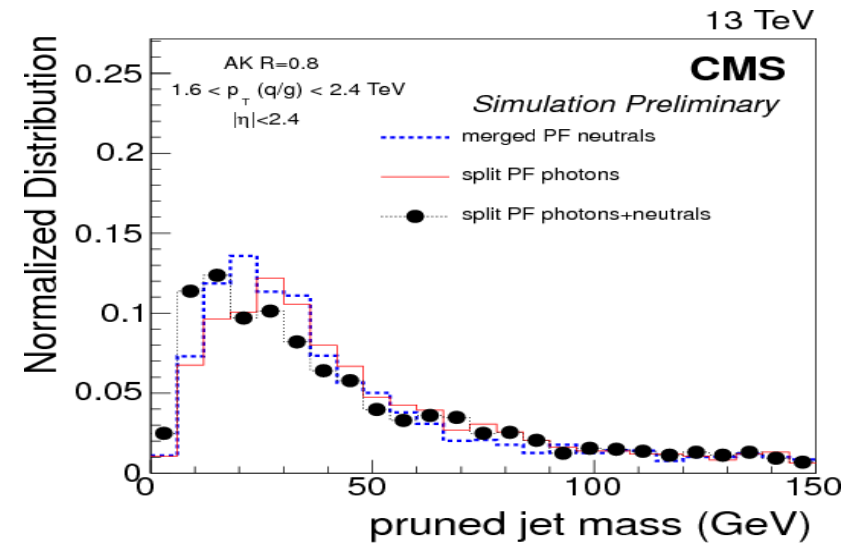 13 TeV
AK R=0.8
1.6 < p_T (q/g) < 2.4 TeV
|η|<2.4
CMS
Simulation Preliminary
merged PF neutrals
split PF photons
split PF photons+neutrals
Normalized Distribution
0.25
0.2
0.15
0.1
0.05
0
0 50 100 150
pruned jet mass (GeV)